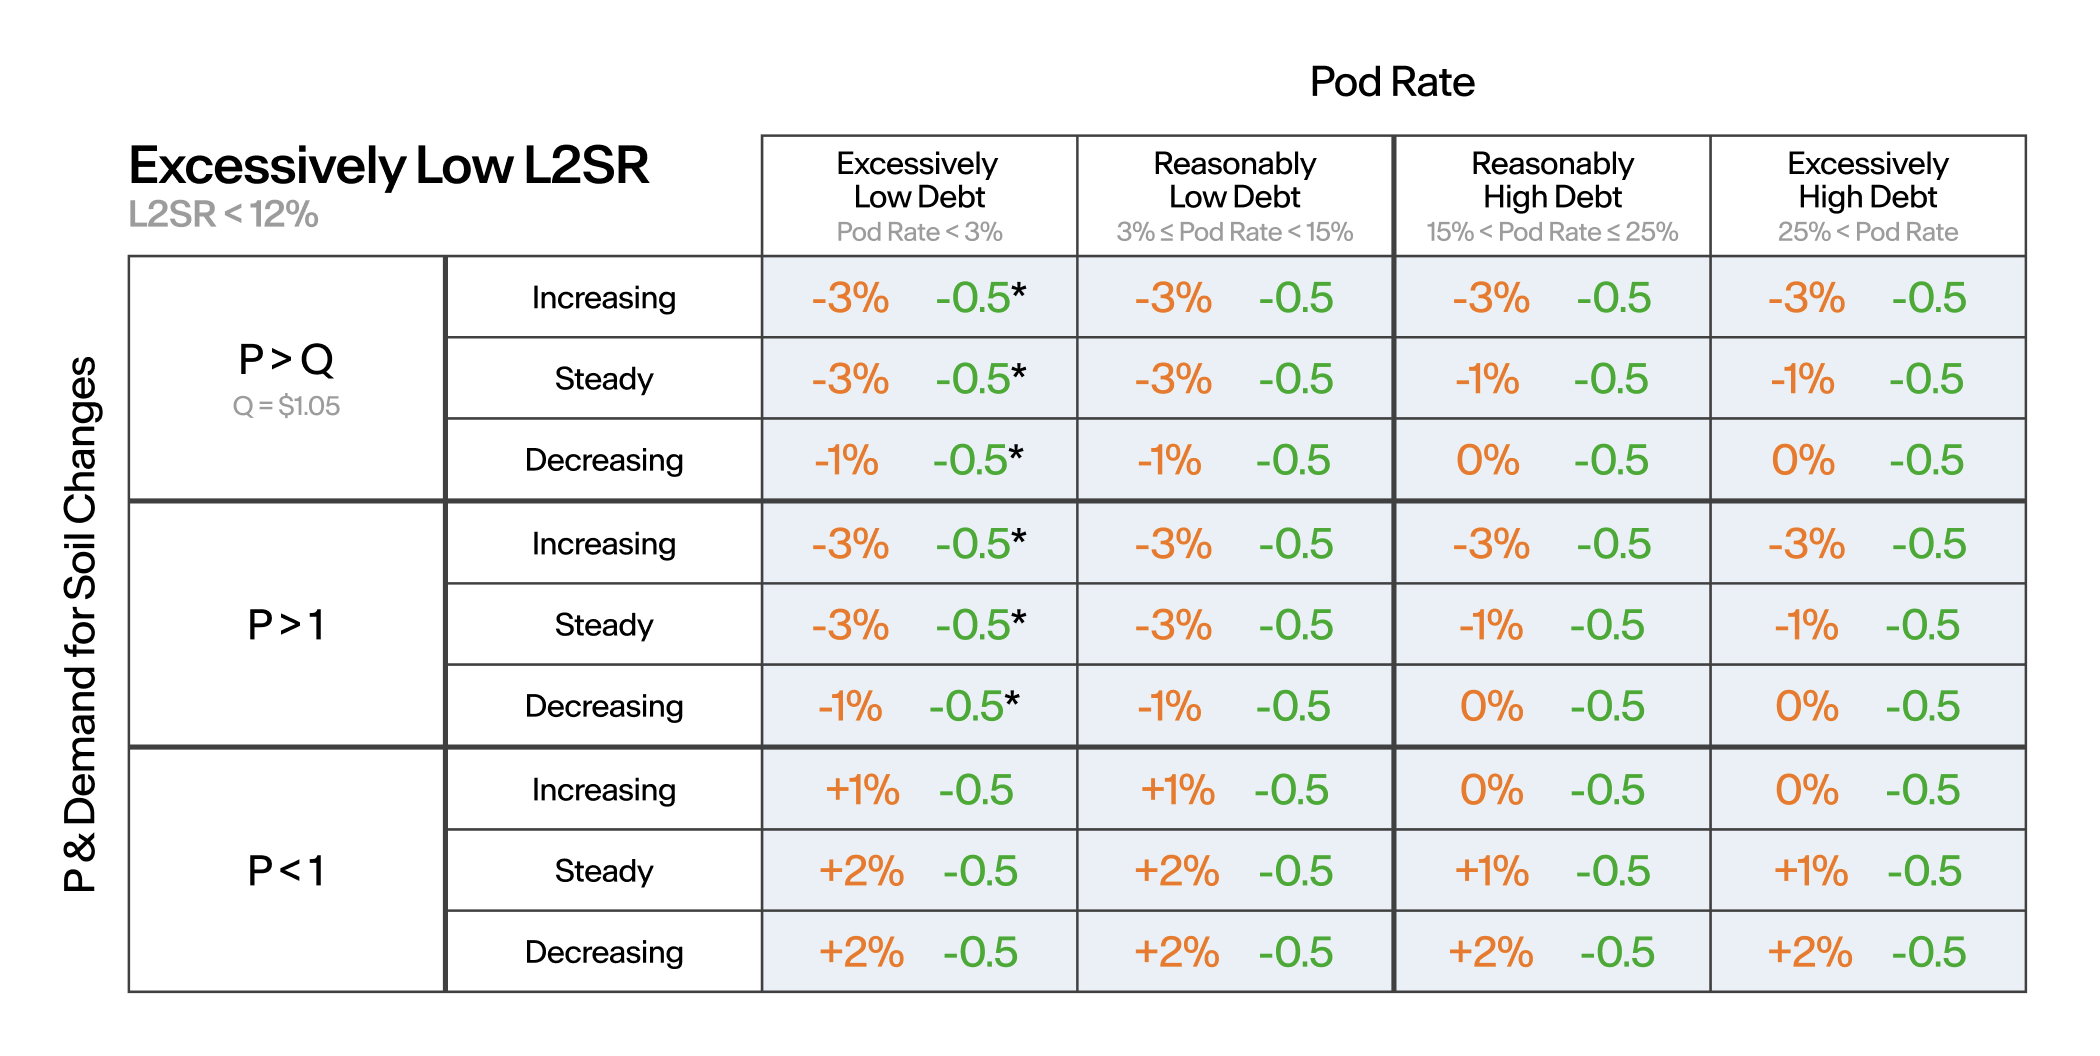 Pod Rate
Excessively Low L2SR
L2SR < 12%
Excessively
Low Debt
Pod Rate < 3%
Reasonably
Low Debt
3% ≤ Pod Rate < 15%
Reasonably
High Debt
15% < Pod Rate ≤ 25%
Excessively
High Debt
25% < Pod Rate
P & Demand for Soil Changes
P > Q
Q = $1.05
Increasing -3% -0.5* -3% -0.5 -3% -0.5 -3% -0.5
Steady -3% -0.5* -3% -0.5 -1% -0.5 -1% -0.5
Decreasing -1% -0.5* -1% -0.5 0% -0.5 0% -0.5
P > 1
Increasing -3% -0.5* -3% -0.5 -3% -0.5 -3% -0.5
Steady -3% -0.5* -3% -0.5 -1% -0.5 -1% -0.5
Decreasing -1% -0.5* -1% -0.5 0% -0.5 0% -0.5
P < 1
Increasing +1% -0.5 +1% -0.5 0% -0.5 0% -0.5
Steady +2% -0.5 +2% -0.5 +1% -0.5 +1% -0.5
Decreasing +2% -0.5 +2% -0.5 +2% -0.5 +2% -0.5